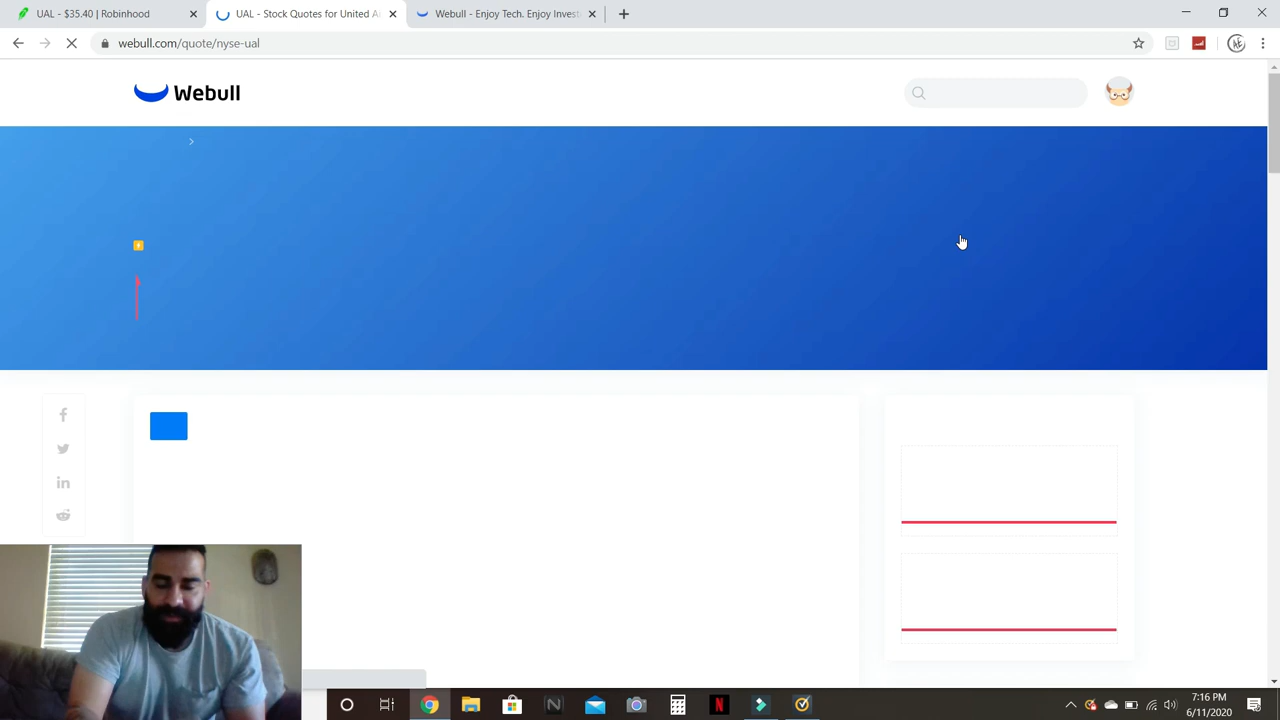 UAL - $35.40 | Robinhood
UAL - Stock Quotes for United A
Webull - Enjoy Tech. Enjoy Invest
webull.com/quote/nyse-ual
Webull
7:16 PM
6/11/2020